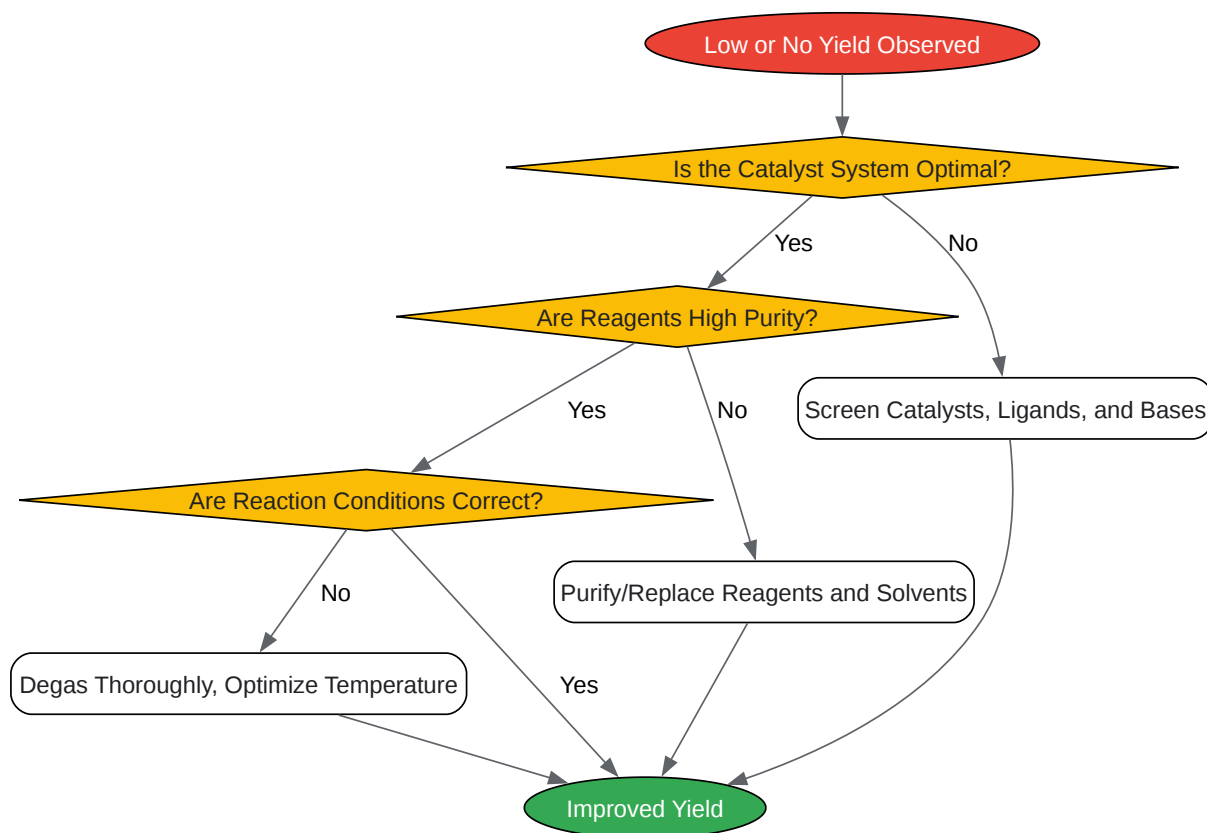 Low or No Yield Observed
Is the Catalyst System Optimal?
Yes
No
Are Reagents High Purity?
Yes
No
Screen Catalysts, Ligands, and Bases
Are Reaction Conditions Correct?
No
Yes
Purify/Replace Reagents and Solvents
Degas Thoroughly, Optimize Temperature
Improved Yield